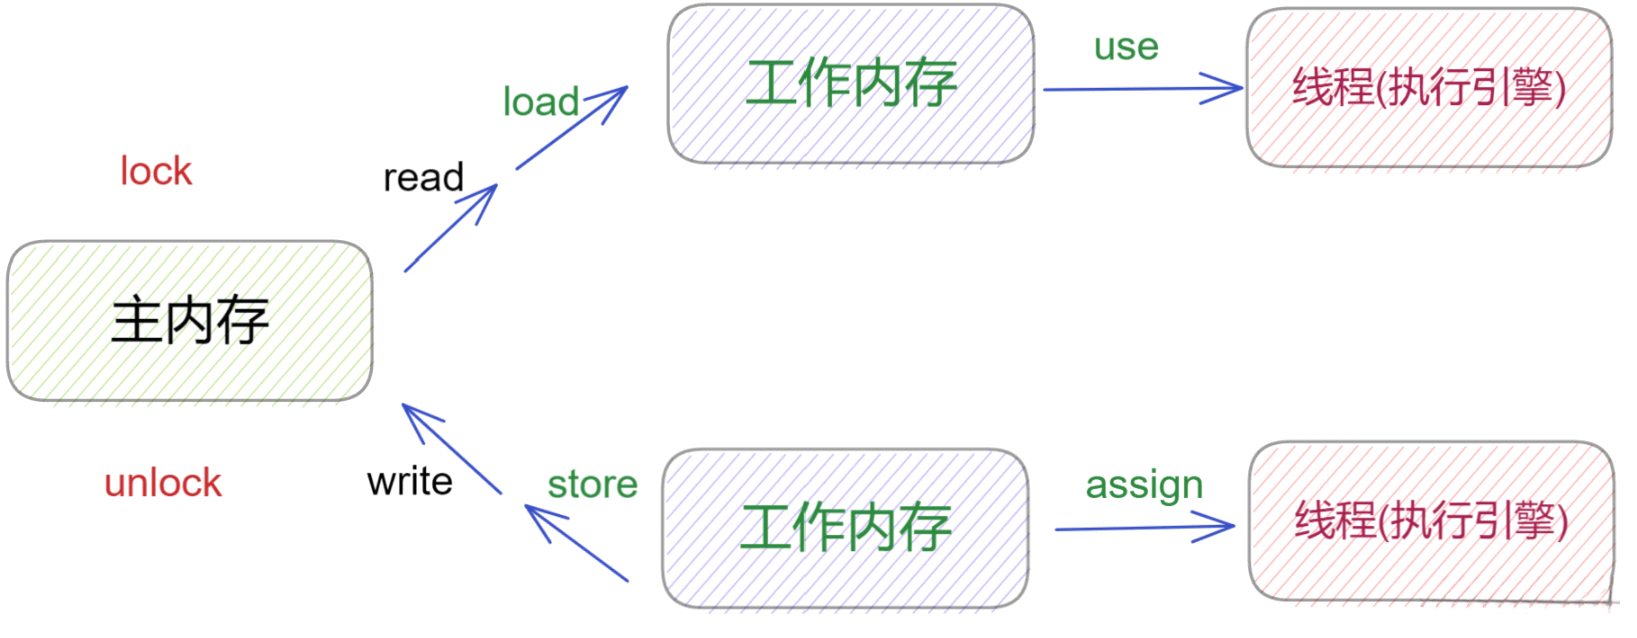 工作内存
use
线程(执行引擎)
load
lock
read
主内存
unlock
write
store
工作内存
assign
线程(执行引擎)